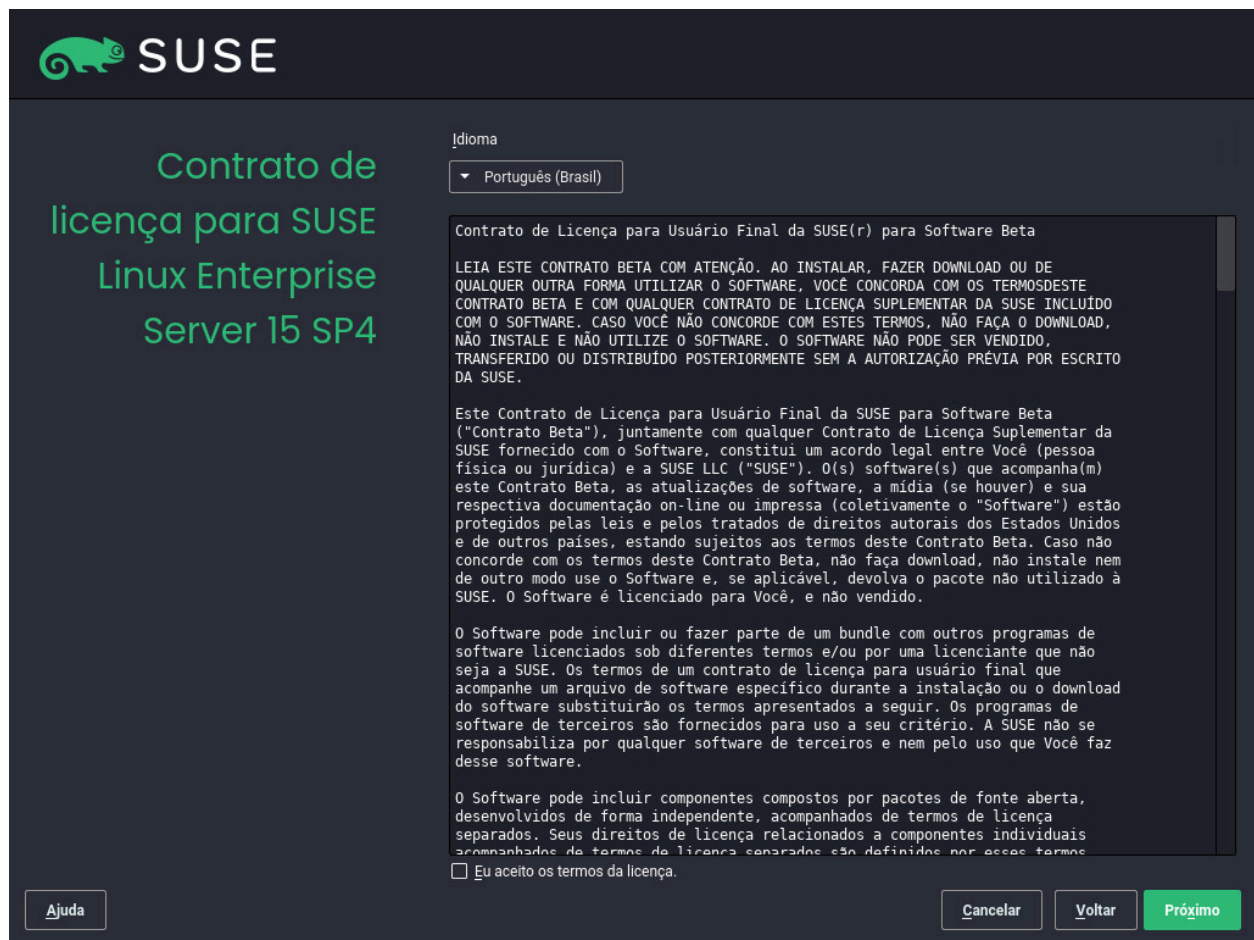 SUSE
Contrato de
licença para SUSE
Linux Enterprise
Server 15 SP4
Idioma
Português (Brasil)
Contrato de Licença para Usuário Final da SUSE(r) para Software Beta
LEIA ESTE CONTRATO BETA COM ATENÇÃO. AO INSTALAR, FAZER DOWNLOAD OU DE
QUALQUER OUTRA FORMA UTILIZAR O SOFTWARE, VOCÊ CONCORDA COM OS TERMOSDESTE
CONTRATO BETA E COM QUALQUER CONTRATO DE LICENÇA SUPLEMENTAR DA SUSE INCLUÍDO
COM O SOFTWARE. CASO VOCÊ NÃO CONCORDE COM ESTES TERMOS, NÃO FAÇA O DOWNLOAD,
NÃO INSTALE E NÃO UTILIZE O SOFTWARE. O SOFTWARE NÃO PODE SER VENDIDO,
TRANSFERIDO OU DISTRIBUÍDO POSTERIORMENTE SEM A AUTORIZAÇÃO PRÉVIA POR ESCRITO
DA SUSE.
Este Contrato de Licença para Usuário Final da SUSE para Software Beta
("Contrato Beta"), juntamente com qualquer Contrato de Licença Suplementar da
SUSE fornecido com o Software, constitui um acordo legal entre Você (pessoa
física ou jurídica) e a SUSE LLC ("SUSE"). O(s) software(s) que acompanha(m)
este Contrato Beta, as atualizações de software, a mídia (se houver) e sua
respectiva documentação on-line ou impressa (coletivamente o "Software") estão
protegidos pelas leis e pelos tratados de direitos autorais dos Estados Unidos
e de outros países, estando sujeitos aos termos deste Contrato Beta. Caso não
concorde com os termos deste Contrato Beta, não faça download, não instale nem
de outro modo use o Software e, se aplicável, devolva o pacote não utilizado à
SUSE. O Software é licenciado para Você, e não vendido.
O Software pode incluir ou fazer parte de um bundle com outros programas de
software licenciados sob diferentes termos e/ou por uma licenciante que não
seja a SUSE. Os termos de um contrato de licença para usuário final que
acompanhe um arquivo de software específico durante a instalação ou o download
do software substituirão os termos apresentados a seguir. Os programas de
software de terceiros são fornecidos para uso a seu critério. A SUSE não se
responsabiliza por qualquer software de terceiros e nem pelo uso que Você faz
desse software.
O Software pode incluir componentes compostos por pacotes de fonte aberta,
desenvolvidos de forma independente, acompanhados de termos de licença
separados. Seus direitos de licença relacionados a componentes individuais
acompanhados de termos de licença separados são definidos por esses termos
Eu aceito os termos da licença.
Ajuda
Cancelar
Voltar
Próximo